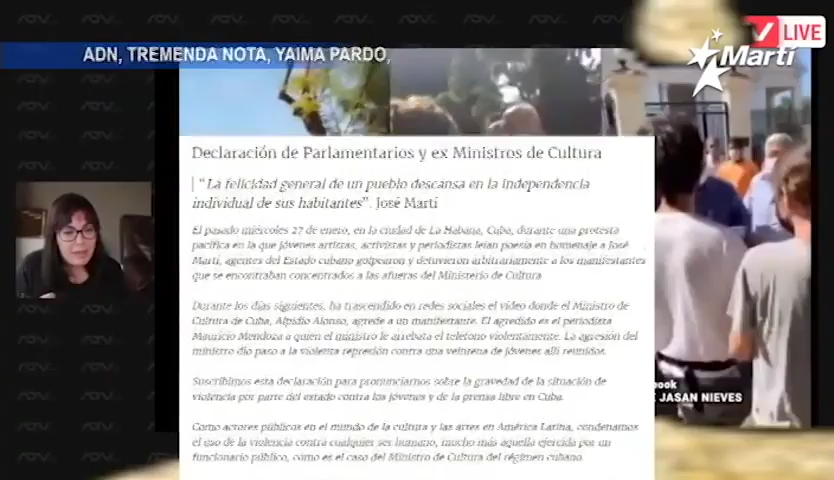 LIVE
Martí
ADN, TREMENDA NOTA, YAIMA PARDO,
Declaración de Parlamentarios y ex Ministros de Cultura
"La felicidad general de un pueblo descansa en la independencia
individual de sus habitantes". José Martí
El pasado miércoles 27 de enero, en la ciudad de La Habana, Cuba, durante una protesta
pacífica en la que jóvenes artistas, activistas y periodistas leían poesía en homenaje a José
Martí, agentes del Estado cubano golpearon y detuvieron arbitrariamente a los manifestantes
que se encontraban concentrados a las afueras del Ministerio de Cultura
Durante los días siguientes, ha trascendido en redes sociales el video donde el Ministro de
Cultura de Cuba, Alpidio Alonso, agrede a un manifestante. El agredido es el periodista
Mauricio Mendoza a quien el ministro le arrebata el teléfono violentamente. La agresión del
ministro dio paso a la violenta represión contra una veintena de jóvenes allí reunidos.
Suscribimos esta declaración para pronunciarnos sobre la gravedad de la situación de
violencia por parte del estado contra los jóvenes y de la prensa libre en Cuba.
Como actores públicos en el mundo de la cultura y las artes en América Latina, condenamos
el uso de la violencia contra cualquier ser humano, mucho más aquella ejercida por un
funcionario público, como es el caso del Ministro de Cultura del régimen cubano.
ook
JASAN NIEVES